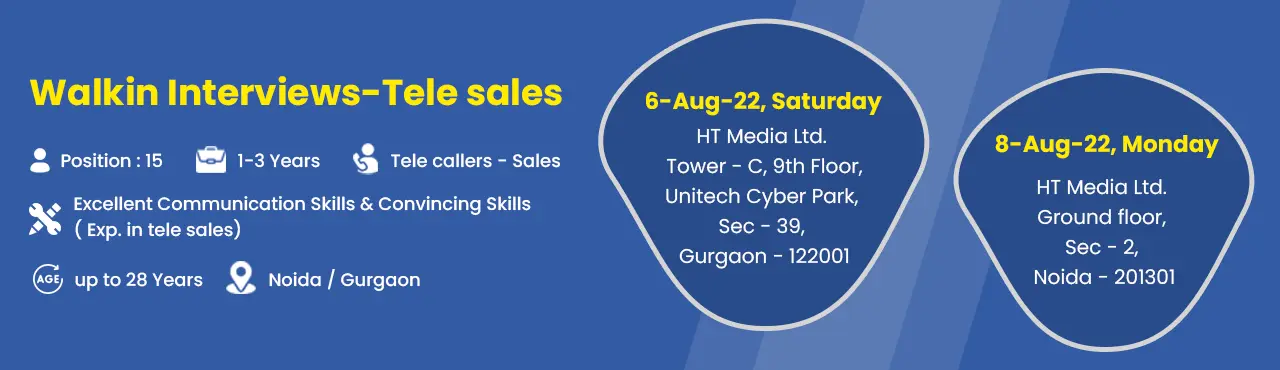 Walkin Interviews-Tele sales
Position : 15
1-3 Years
Tele callers - Sales
Excellent Communication Skills & Convincing Skills
( Exp. in tele sales)
AGE
up to 28 Years
Noida / Gurgaon
6-Aug-22, Saturday
HT Media Ltd.
Tower - C, 9th Floor,
Unitech Cyber Park,
Sec - 39,
Gurgaon - 122001
8-Aug-22, Monday
HT Media Ltd.
Ground floor,
Sec - 2,
Noida - 201301